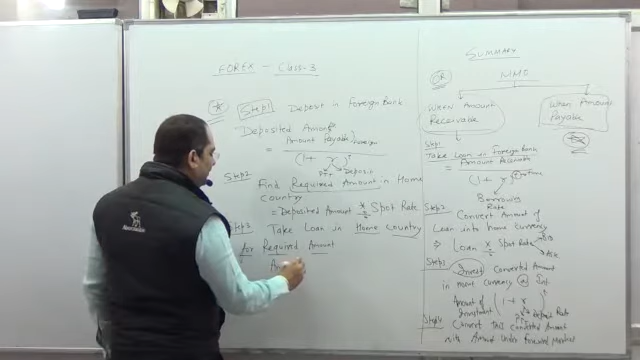 FOREX - Class-3
Step 1 Deposit in Foreign Bank
Deposited Amount
= Amount Payable foreign
(1 + r)
Deposit
Step 2 Find Required Amount in Home
country
= Deposited Amount × Spot Rate
Step 3 Take Loan in Home country
for Required Amount
SUMMARY
OR
MMO
WHEN Amount
Receivable
When Amount
Payable
Step 1
Take Loan in Foreign Bank
= Amount Receivable
(1 + r)
Borrowing
Rate
Step 2 Convert Amount of
Loan into home currency
⇒ Loan × Spot Rate
Step 3 Invest Converted Amount
in home currency @ Int
Amount of
Investment (1 + r)
Deposit Rate
Step 4 Convert This converted Amount
with Amount under forward Market